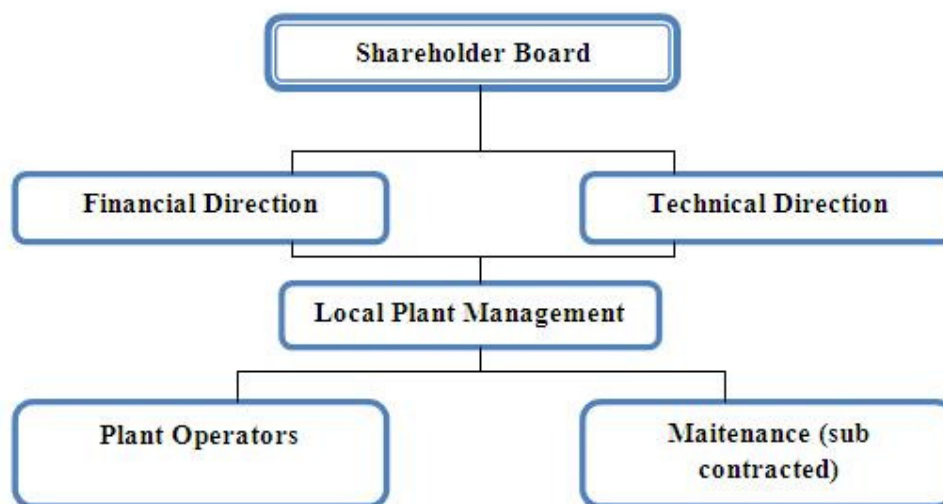 Shareholder Board
Financial Direction
Technical Direction
Local Plant Management
Plant Operators
Maitenance (sub
contracted)